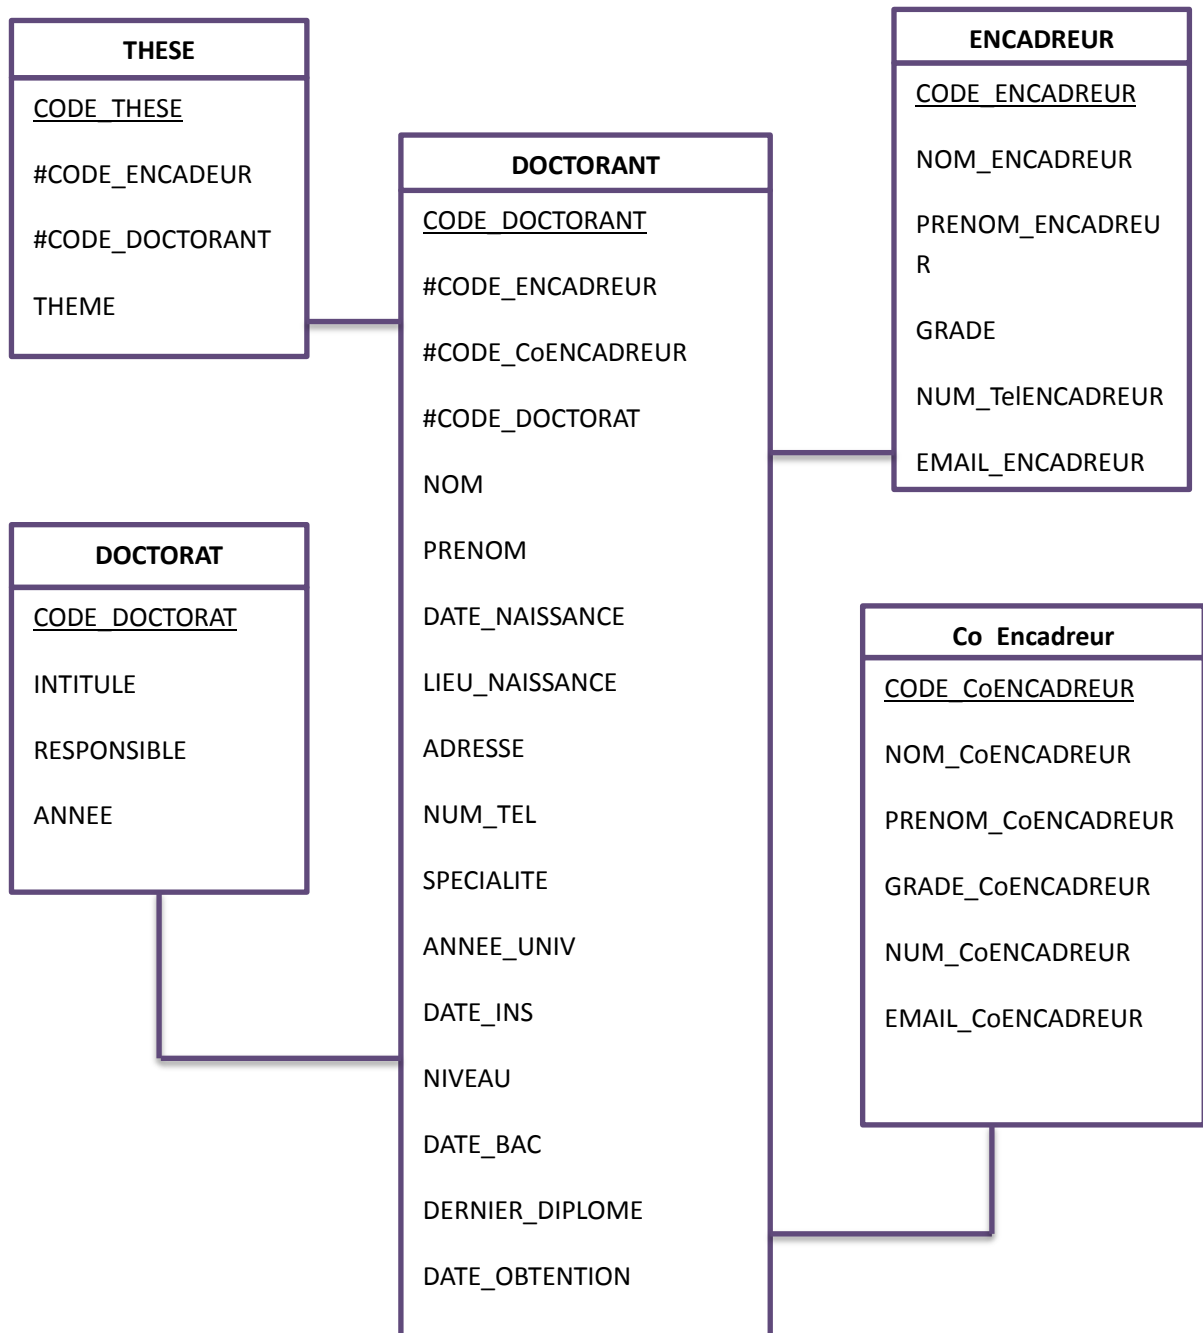 THESE
CODE_THESE
#CODE_ENCADEUR
#CODE_DOCTORANT
THEME
DOCTORANT
CODE_DOCTORANT
#CODE_ENCADREUR
#CODE_CoENCADREUR
#CODE_DOCTORAT
NOM
PRENOM
DATE_NAISSANCE
LIEU_NAISSANCE
ADRESSE
NUM_TEL
SPECIALITE
ANNEE_UNIV
DATE_INS
NIVEAU
DATE_BAC
DERNIER_DIPLOME
DATE_OBTENTION
ENCADREUR
CODE_ENCADREUR
NOM_ENCADREUR
PRENOM_ENCADREU
R
GRADE
NUM_TelENCADREUR
EMAIL_ENCADREUR
DOCTORAT
CODE_DOCTORAT
INTITULE
RESPONSIBLE
ANNEE
Co Encadreur
CODE_CoENCADREUR
NOM_CoENCADREUR
PRENOM_CoENCADREUR
GRADE_CoENCADREUR
NUM_CoENCADREUR
EMAIL_CoENCADREUR